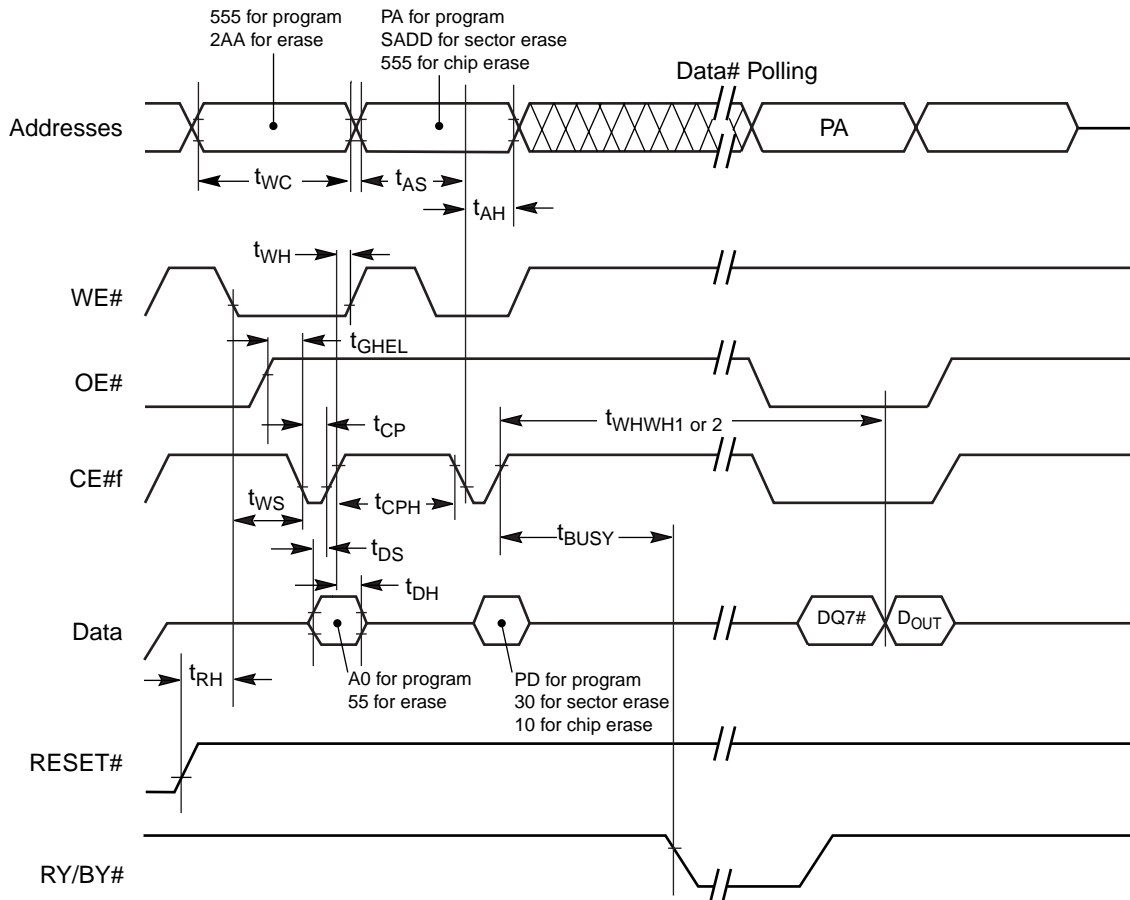 555 for program
2AA for erase
PA for program
SADD for sector erase
555 for chip erase
Data# Polling
Addresses
PA
tWC
tAS
tAH
tWH
WE#
tGHEL
OE#
tWHWH1 or 2
tCP
CE#f
tWS
tCPH
tBUSY
tDS
tDH
Data
DQ7#
DOUT
tRH
A0 for program
55 for erase
PD for program
30 for sector erase
10 for chip erase
RESET#
RY/BY#